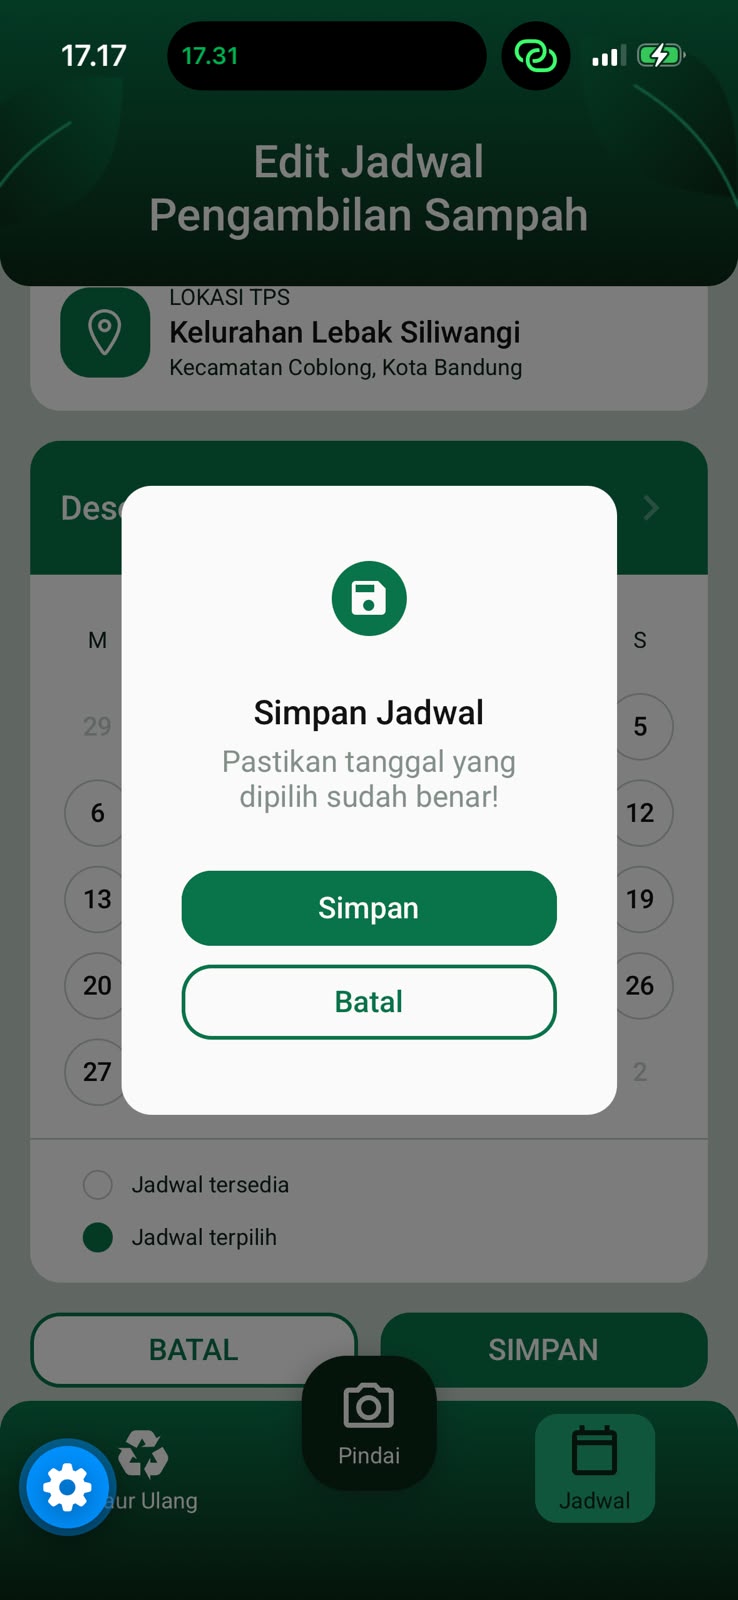 17.17
17.31
Edit Jadwal
Pengambilan Sampah
LOKASI TPS
Kelurahan Lebak Siliwangi
Kecamatan Coblong, Kota Bandung
M
S
29
5
6
12
13
19
20
26
27
2
Simpan Jadwal
Pastikan tanggal yang
dipilih sudah benar!
Simpan
Batal
Jadwal tersedia
Jadwal terpilih
BATAL
SIMPAN
Pindai
Ulang
Jadwal